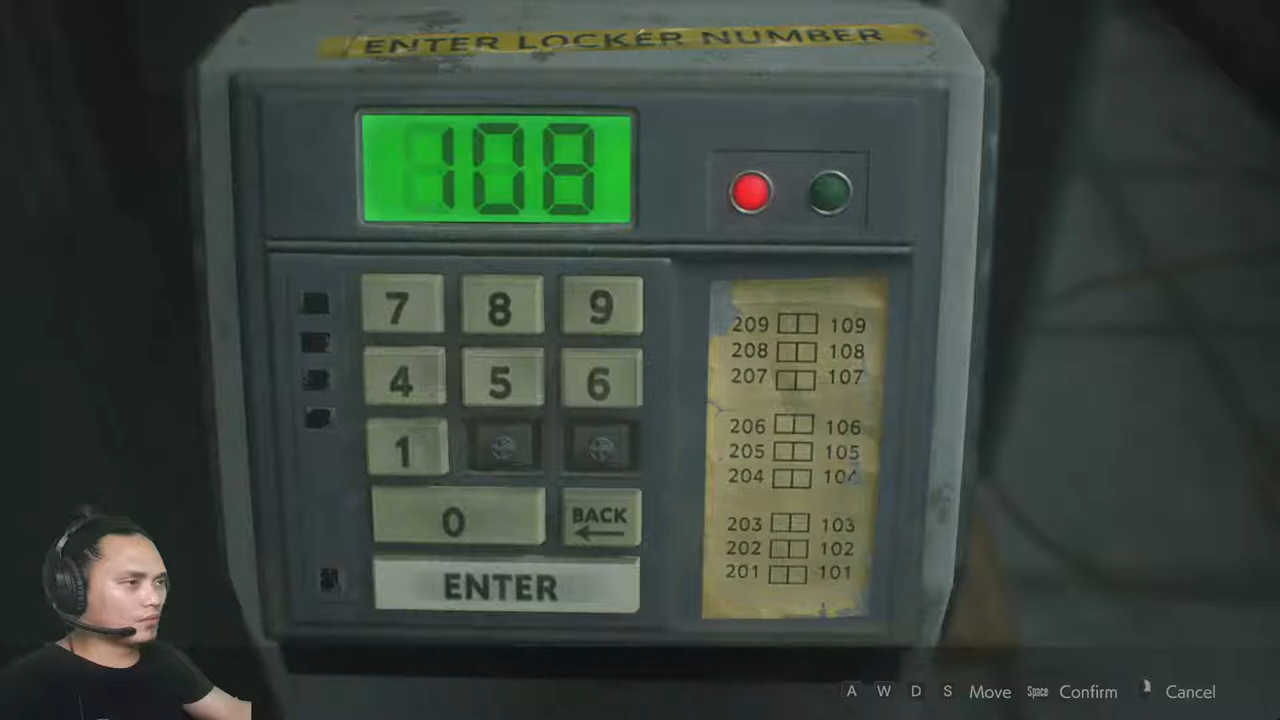 ENTER LOCKER NUMBER
108
7 8 9
4 5 6
1
0 BACK
ENTER
209 109
208 108
207 107
206 106
205 105
204 104
203 103
202 102
201 101
A W D S Move Space Confirm Cancel